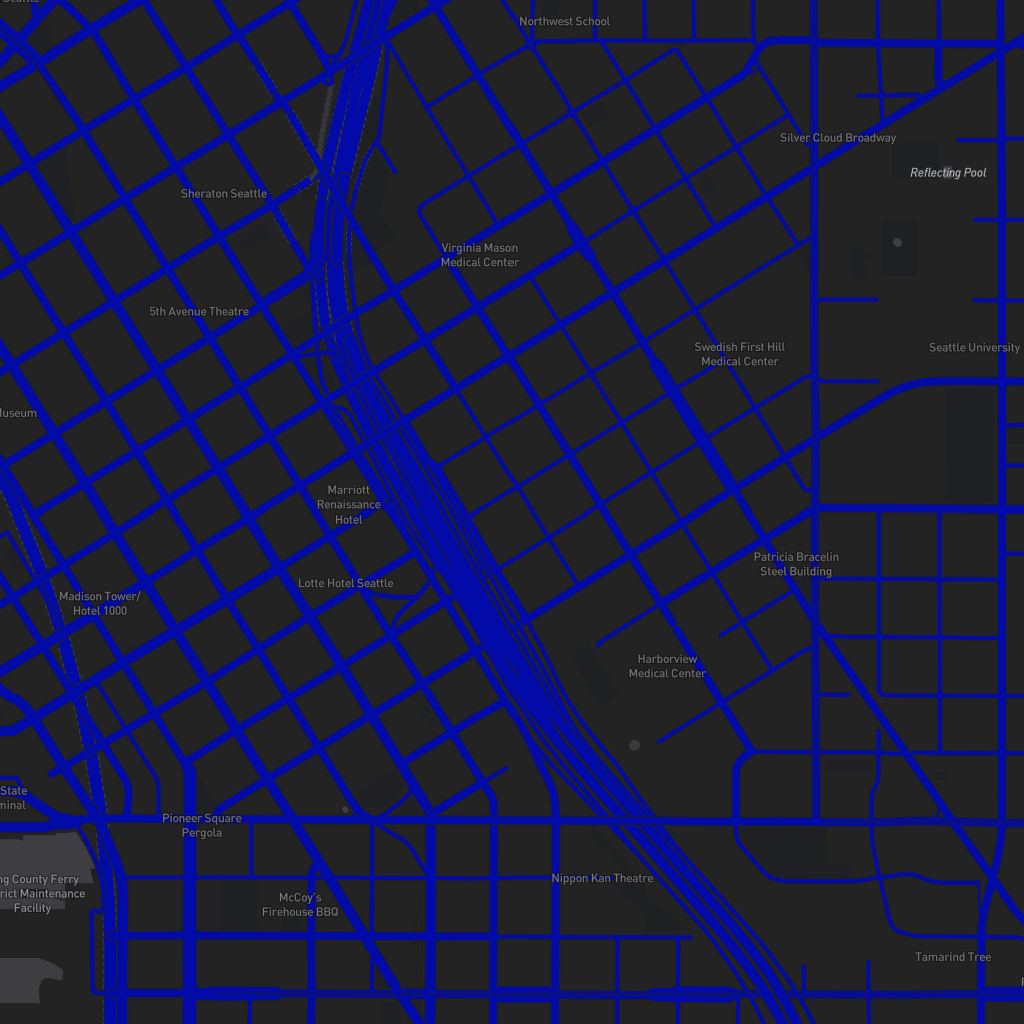 Northwest School
Silver Cloud Broadway
Reflecting Pool
Sheraton Seattle
Virginia Mason
Medical Center
5th Avenue Theatre
Swedish First Hill
Medical Center
Seattle University
Museum
Marriott
Renaissance
Hotel
Patricia Bracelin
Steel Building
Lotte Hotel Seattle
Madison Tower/
Hotel 1000
Harborview
Medical Center
State
minal
Pioneer Square
Pergola
ng County Ferry
rict Maintenance
Facility
Nippon Kan Theatre
McCoy's
Firehouse BBQ
Tamarind Tree